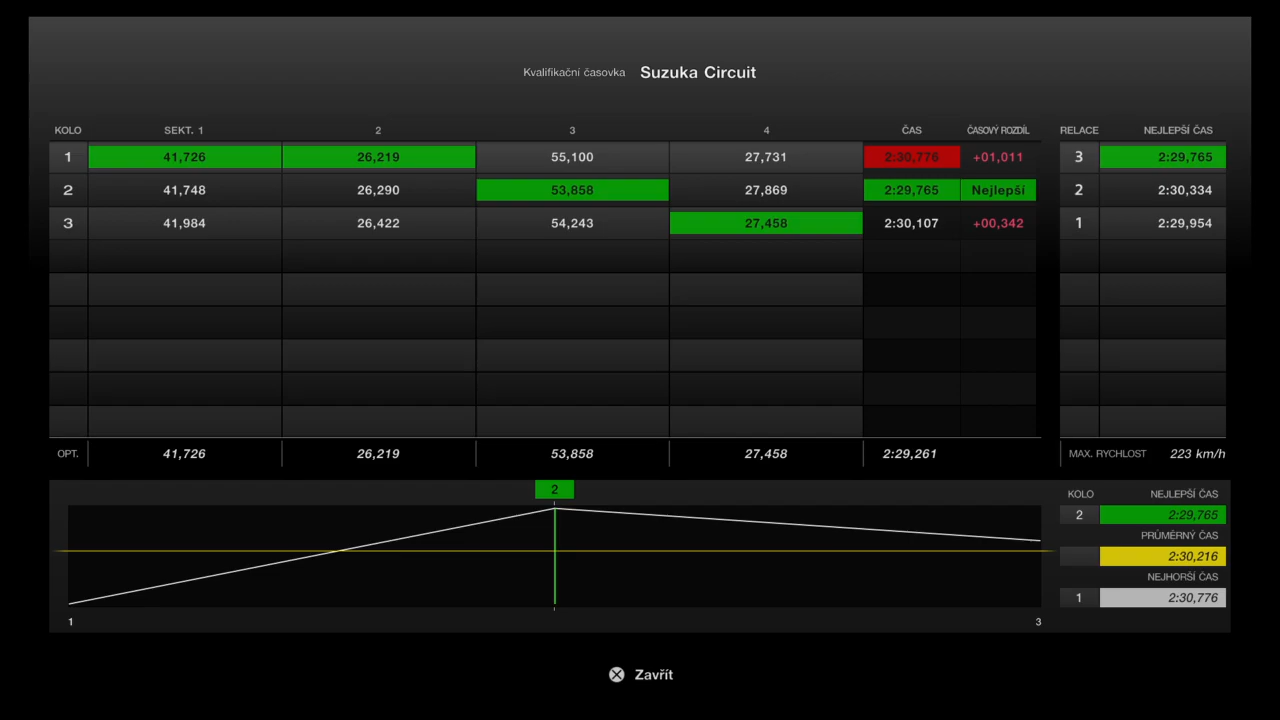 Kvalifikační časovka Suzuka Circuit
KOLO SEKT. 1 2 3 4 ČAS ČASOVÝ ROZDÍL RELACE NEJLEPŠÍ ČAS
1 41,726 26,219 55,100 27,731 2:30,776 +01,011 3 2:29,765
2 41,748 26,290 53,858 27,869 2:29,765 Nejlepší 2 2:30,334
3 41,984 26,422 54,243 27,458 2:30,107 +00,342 1 2:29,954
OPT. 41,726 26,219 53,858 27,458 2:29,261 MAX. RYCHLOST 223 km/h
2
KOLO NEJLEPŠÍ ČAS
2 2:29,765
PRŮMĚRNÝ ČAS
2:30,216
NEJHORŠÍ ČAS
1 2:30,776
1 3
Zavřít